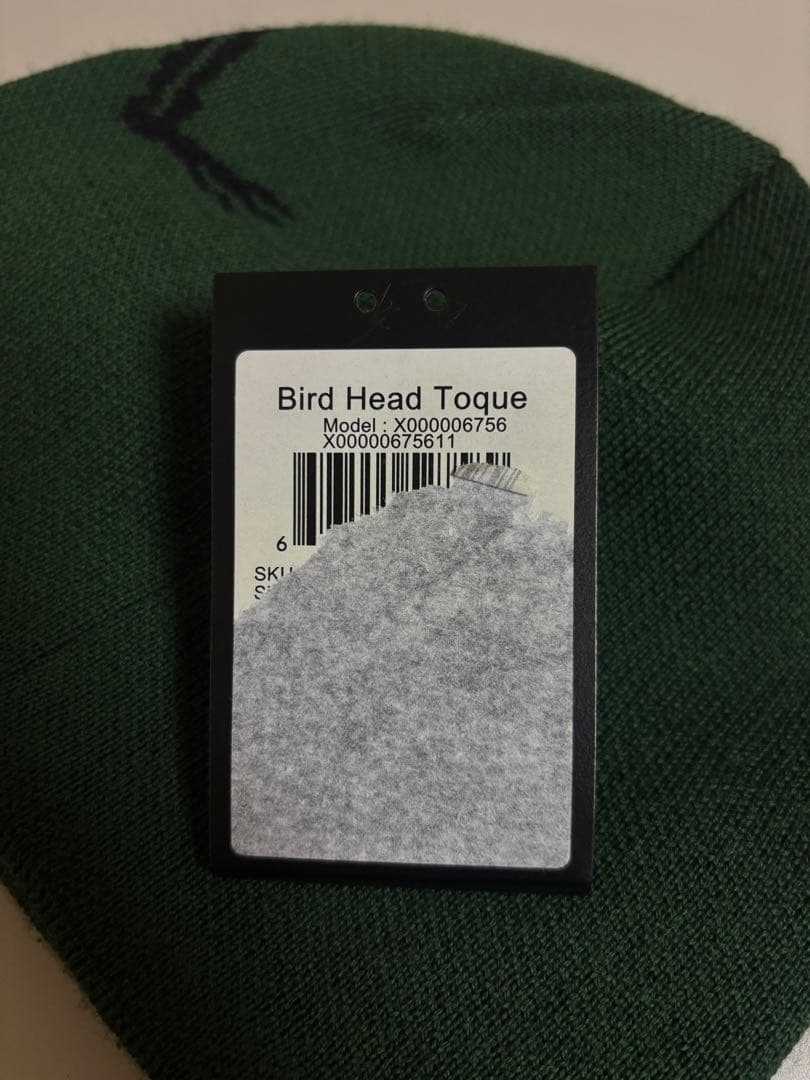 Bird Head Toque
Model : X000006756
X00000675611
6
SKU